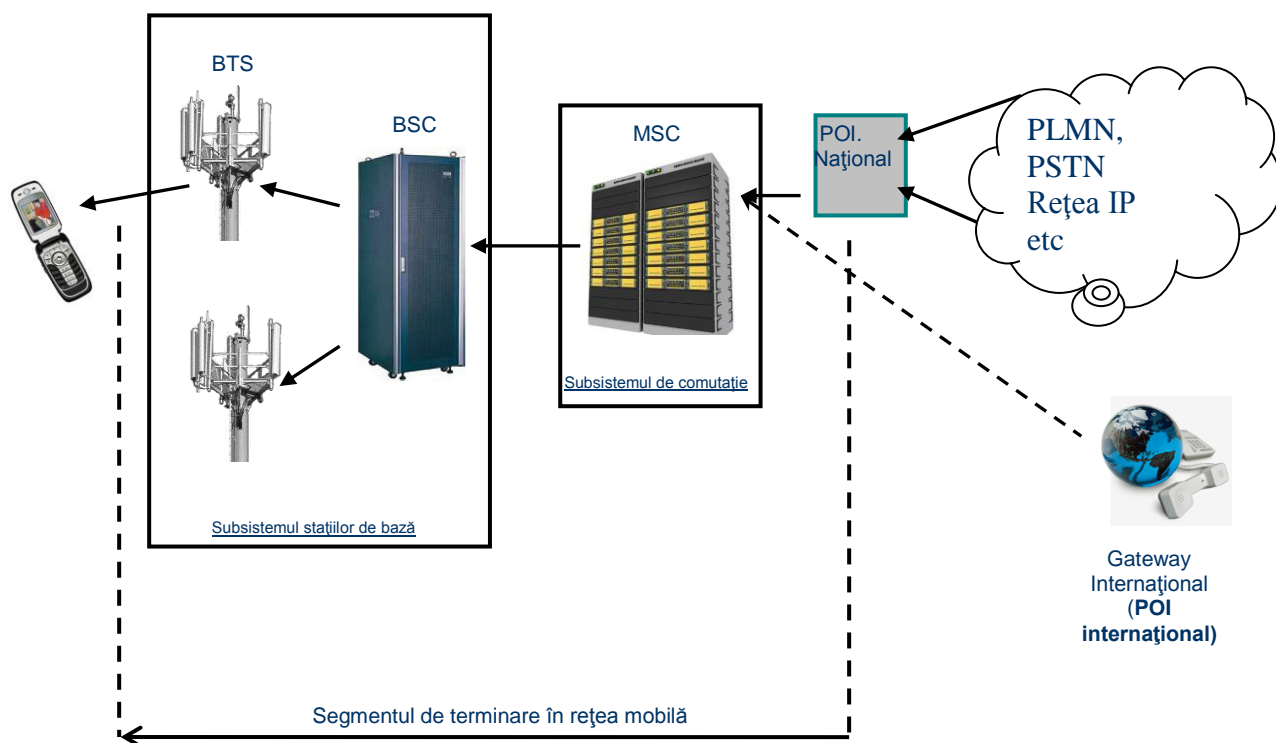 BTS
BSC
MSC
POI.
Naţional
PLMN,
PSTN
Reţea IP
etc
Subsistemul de comutaţie
Subsistemul staţiilor de bază
Gateway
Internaţional
(POI
internaţional)
Segmentul de terminare în reţea mobilă